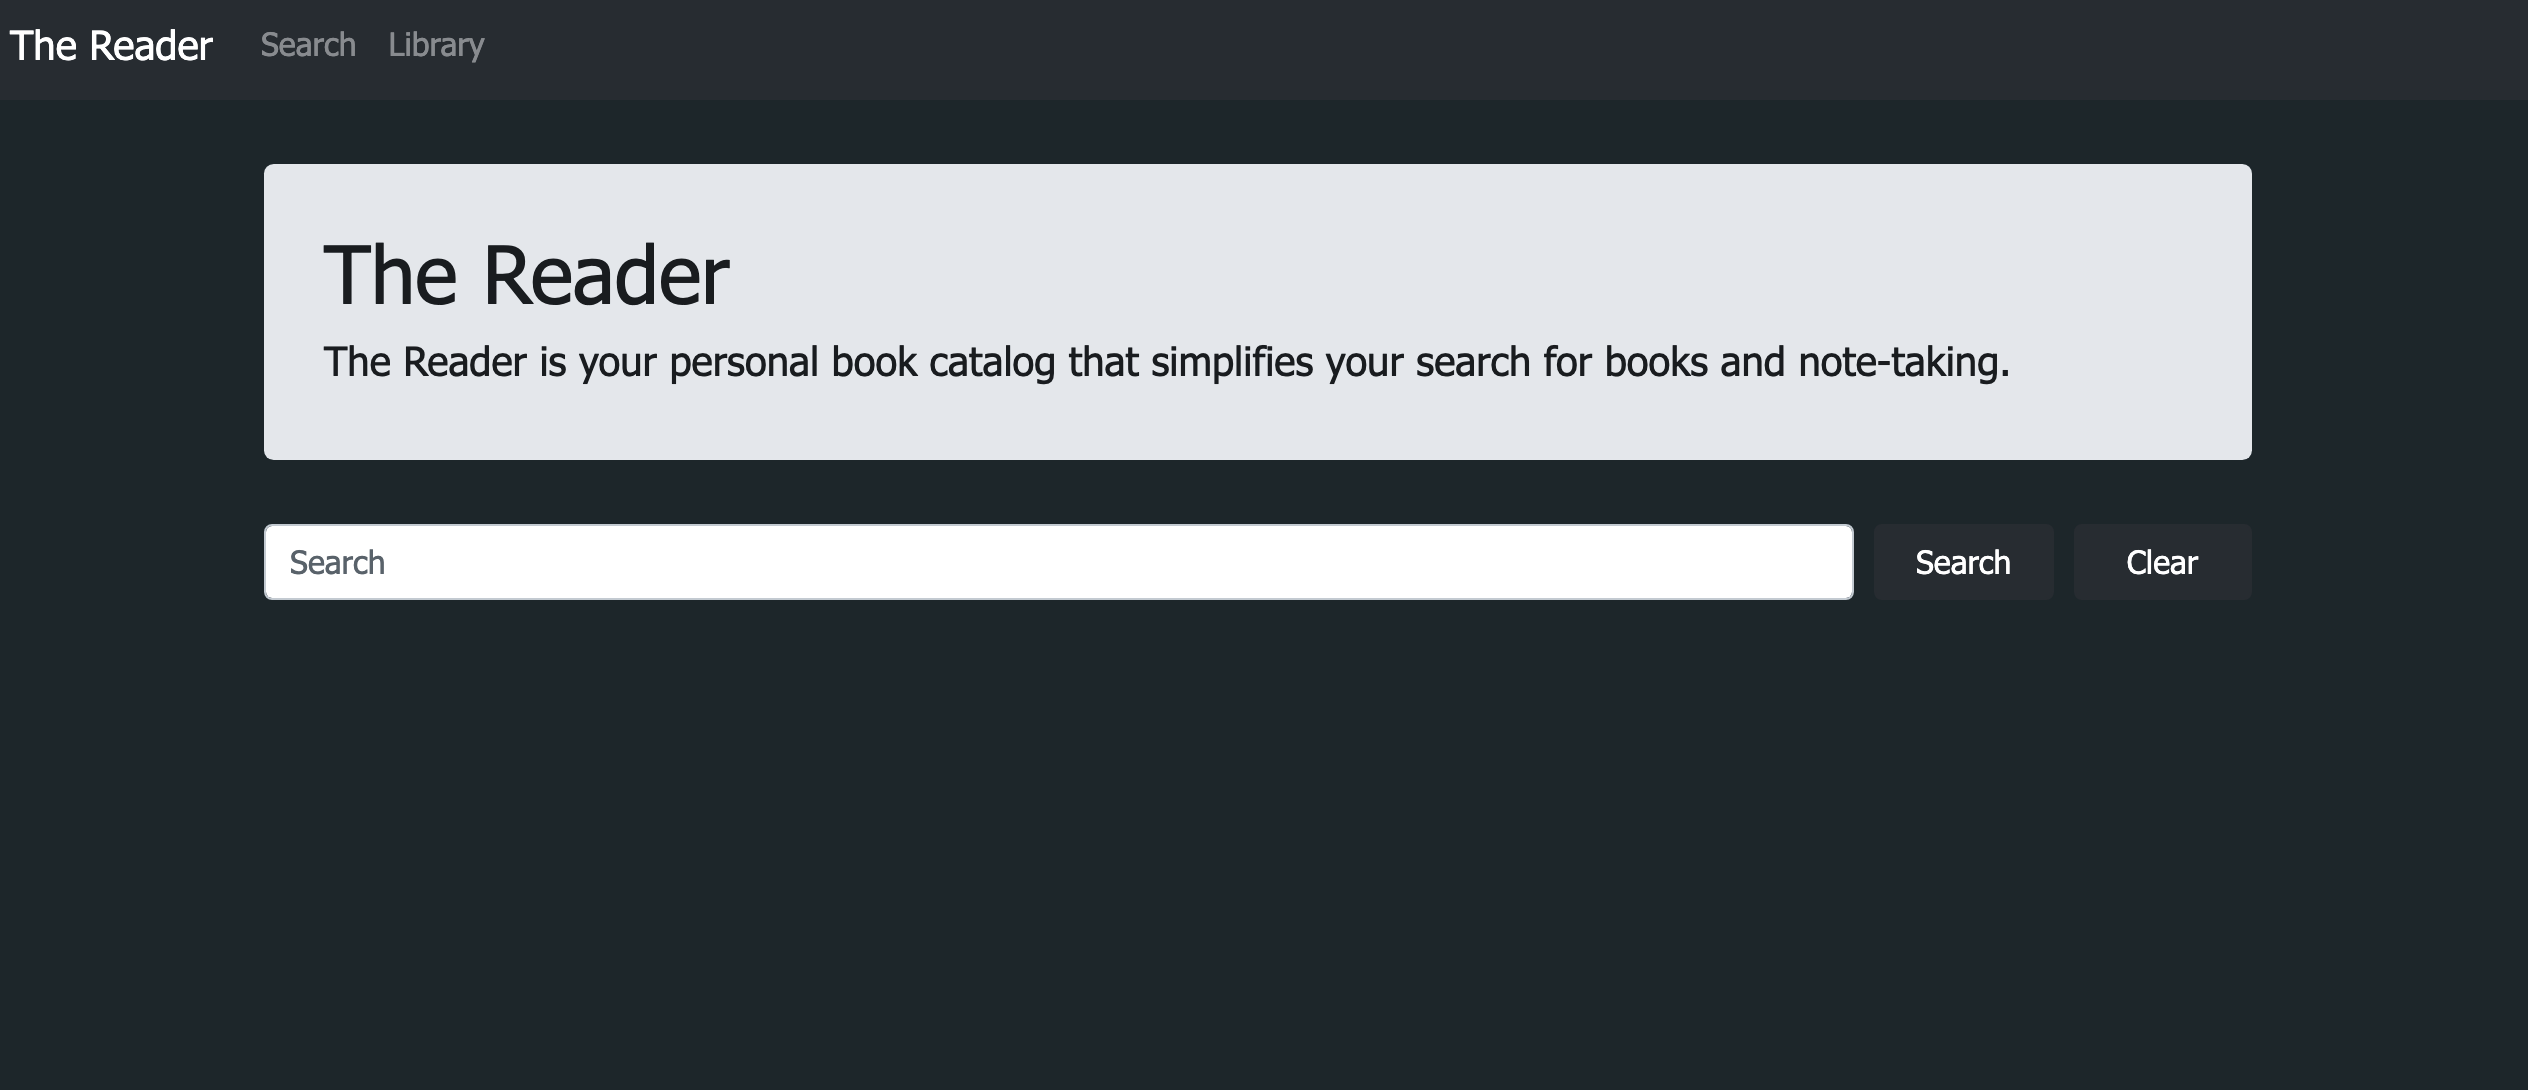 The Reader Search Library
The Reader
The Reader is your personal book catalog that simplifies your search for books and note-taking.
Search Search Clear